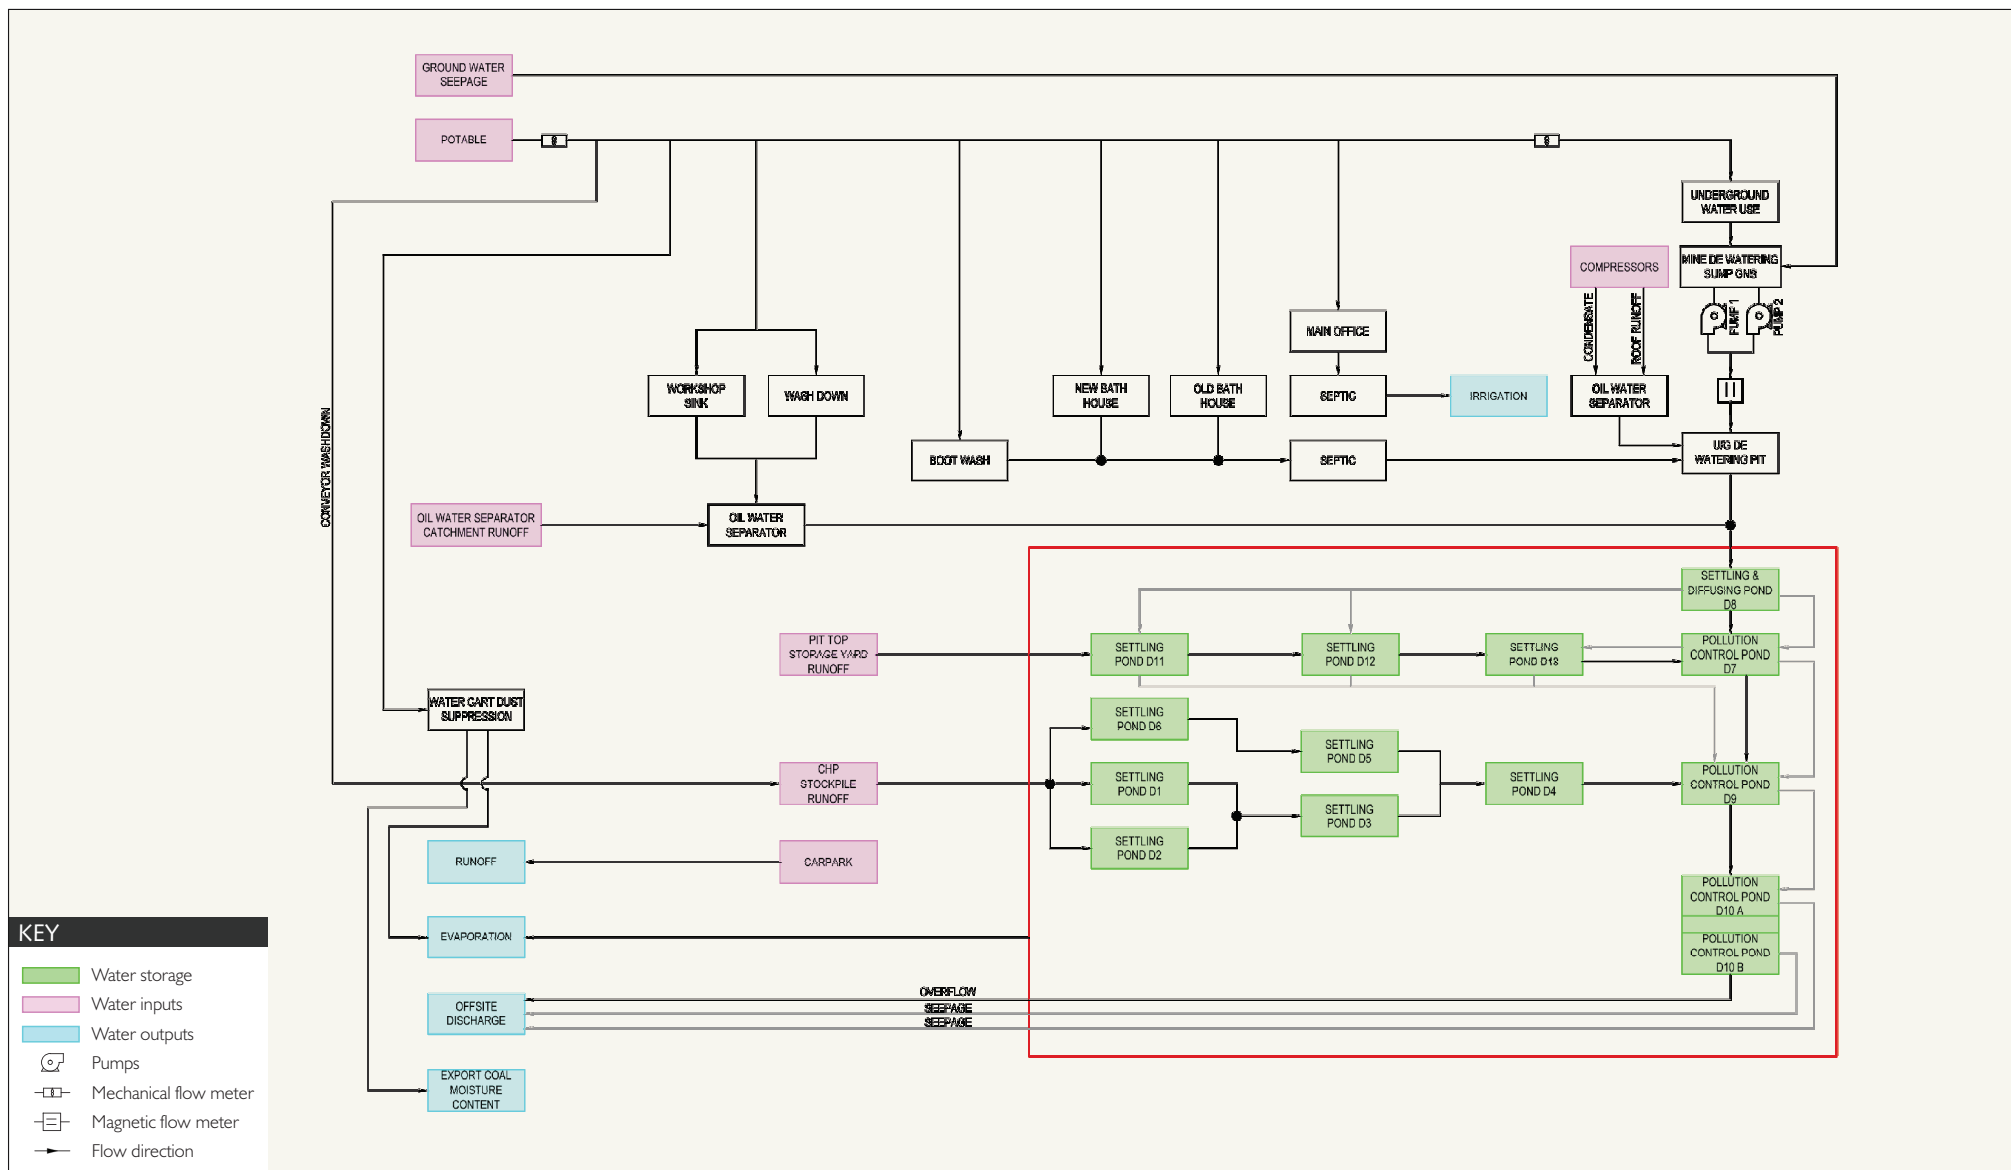 GROUND WATER
SEEPAGE
POTABLE
UNDERGROUND
WATER USE
COMPRESSORS
MINE DE WATERING
SUMP GNS
CONDENSATE
ROOF RUNOFF
PUMP 1
PUMP 2
MAIN OFFICE
WORKSHOP
SINK
WASH DOWN
NEW BATH
HOUSE
OLD BATH
HOUSE
SEPTIC
IRRIGATION
OIL WATER
SEPARATOR
BOOT WASH
SEPTIC
U/G DE
WATERING PIT
CONVEYOR WASHDOWN
OIL WATER SEPARATOR
CATCHMENT RUNOFF
OIL WATER
SEPARATOR
SETTLING &
DIFFUSING POND
D8
PIT TOP
STORAGE YARD
RUNOFF
SETTLING
POND D11
SETTLING
POND D12
SETTLING
POND D13
POLLUTION
CONTROL POND
D7
WATER CART DUST
SUPPRESSION
SETTLING
POND D6
SETTLING
POND D5
CHP
STOCKPILE
RUNOFF
SETTLING
POND D1
SETTLING
POND D4
POLLUTION
CONTROL POND
D9
SETTLING
POND D3
SETTLING
POND D2
RUNOFF
CARPARK
POLLUTION
CONTROL POND
D10 A
EVAPORATION
POLLUTION
CONTROL POND
D10 B
OFFSITE
DISCHARGE
OVERFLOW
SEEPAGE
SEEPAGE
EXPORT COAL
MOISTURE
CONTENT
KEY
Water storage
Water inputs
Water outputs
Pumps
Mechanical flow meter
Magnetic flow meter
Flow direction